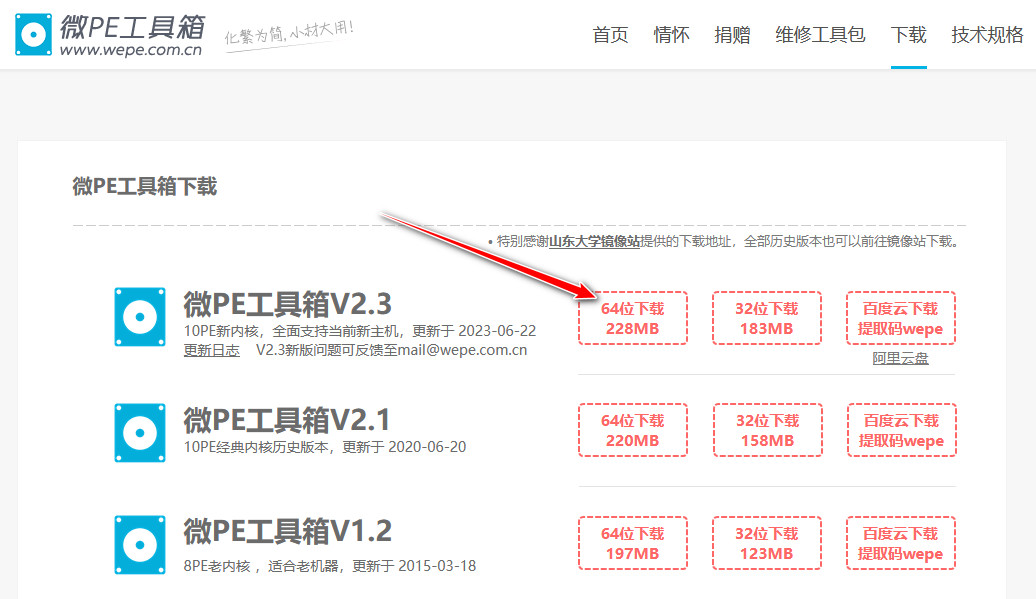 微PE工具箱
www.wepe.com.cn
化繁为简,小材大用!
首页 情怀 捐赠 维修工具包 下载 技术规格
微PE工具箱下载
• 特别感谢山东大学镜像站提供的下载地址，全部历史版本也可以前往镜像站下载。
微PE工具箱V2.3
10PE新内核，全面支持当前新主机，更新于 2023-06-22
更新日志 V2.3新版问题可反馈至mail@wepe.com.cn
64位下载
228MB
32位下载
183MB
百度云下载
提取码wepe
阿里云盘
微PE工具箱V2.1
10PE经典内核历史版本，更新于 2020-06-20
64位下载
220MB
32位下载
158MB
百度云下载
提取码wepe
微PE工具箱V1.2
8PE老内核 ，适合老机器，更新于 2015-03-18
64位下载
197MB
32位下载
123MB
百度云下载
提取码wepe